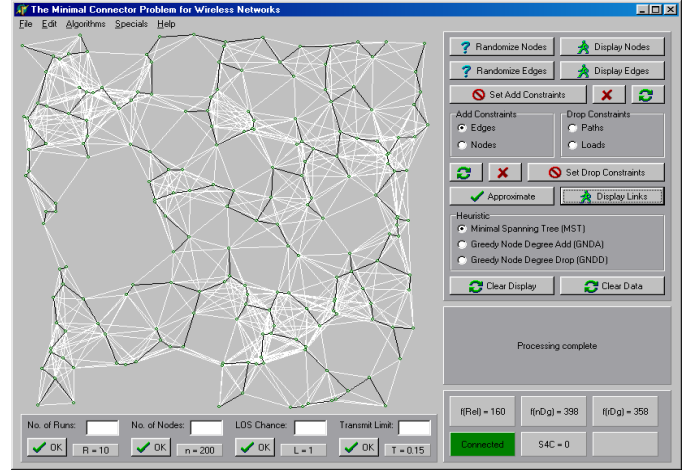 The Minimal Connector Problem for Wireless Networks
File Edit Algorithms Specials Help
? Randomize Nodes
Display Nodes
? Randomize Edges
Display Edges
Set Add Constraints
Add Constraints
Drop Constraints
Edges
Paths
Nodes
Loads
Set Drop Constraints
Approximate
Display Links
Heuristic
Minimal Spanning Tree (MST)
Greedy Node Degree Add (GNDA)
Greedy Node Degree Drop (GNDD)
Clear Display
Clear Data
Processing complete
f(Rel) = 160
f(nDg) = 398
f(rDg) = 358
Connected
S4C = 0
No. of Runs:
No. of Nodes:
LOS Chance:
Transmit Limit:
OK
R = 10
OK
n = 200
OK
L = 1
OK
T = 0.15